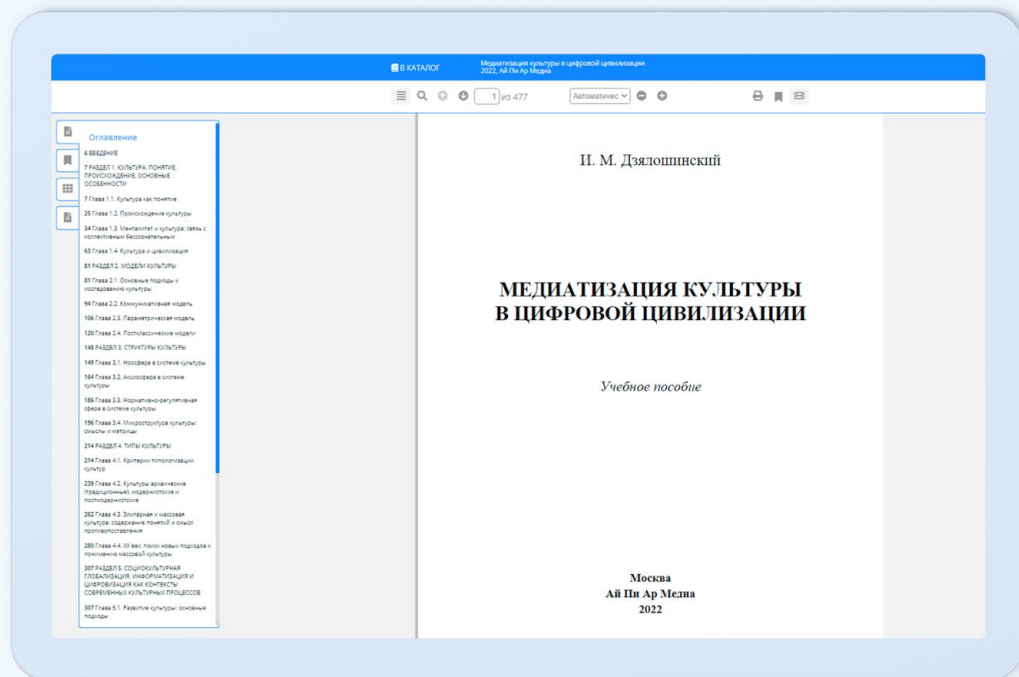 В КАТАЛОГ
Медиатизация культуры в цифровой цивилизации
2022, Ай Пи Ар Медиа
1 из 477
Автоматичес
Оглавление
6 ВВЕДЕНИЕ
7 РАЗДЕЛ 1. КУЛЬТУРА: ПОНЯТИЕ,
ПРОИСХОЖДЕНИЕ, ОСНОВНЫЕ
ОСОБЕННОСТИ
7 Глава 1.1. Культура как понятие
25 Глава 1.2. Происхождение культуры
34 Глава 1.3. Менталитет и культура: связь с
коллективным бессознательным
63 Глава 1.4. Культура и цивилизация
81 РАЗДЕЛ 2. МОДЕЛИ КУЛЬТУРЫ
81 Глава 2.1. Основные подходы к
исследованию культуры
94 Глава 2.2. Коммуникативная модель
106 Глава 2.3. Параметрическая модель
120 Глава 2.4. Постклассические модели
148 РАЗДЕЛ 3. СТРУКТУРЫ КУЛЬТУРЫ
149 Глава 3.1. Ноосфера в системе культуры
164 Глава 3.2. Аксиосфера в системе
культуры
186 Глава 3.3. Нормативно-регулятивная
сфера в системе культуры
196 Глава 3.4. Микроструктура культуры:
смыслы и матрицы
214 РАЗДЕЛ 4. ТИПЫ КУЛЬТУРЫ
214 Глава 4.1. Критерии типологизации
культур
239 Глава 4.2. Культуры архаические
(традиционные), модернистские и
постмодернистские
262 Глава 4.3. Элитарная и массовая
культура: содержание понятий и смысл
противопоставления
280 Глава 4.4. XX век: поиск новых подходов к
пониманию массовой культуры
307 РАЗДЕЛ 5. СОЦИОКУЛЬТУРНАЯ
ГЛОБАЛИЗАЦИЯ, ИНФОРМАТИЗАЦИЯ И
ЦИФРОВИЗАЦИЯ КАК КОНТЕКСТЫ
СОВРЕМЕННЫХ КУЛЬТУРНЫХ ПРОЦЕССОВ
307 Глава 5.1. Развитие культуры: основные
подходы
И. М. Дзялошинский
МЕДИАТИЗАЦИЯ КУЛЬТУРЫ
В ЦИФРОВОЙ ЦИВИЛИЗАЦИИ
Учебное пособие
Москва
Ай Пи Ар Медиа
2022